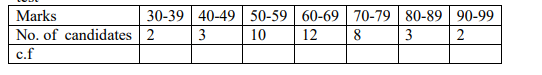 test
Marks 30-39 40-49 50-59 60-69 70-79 80-89 90-99
No. of candidates 2 3 10 12 8 3 2
c.f